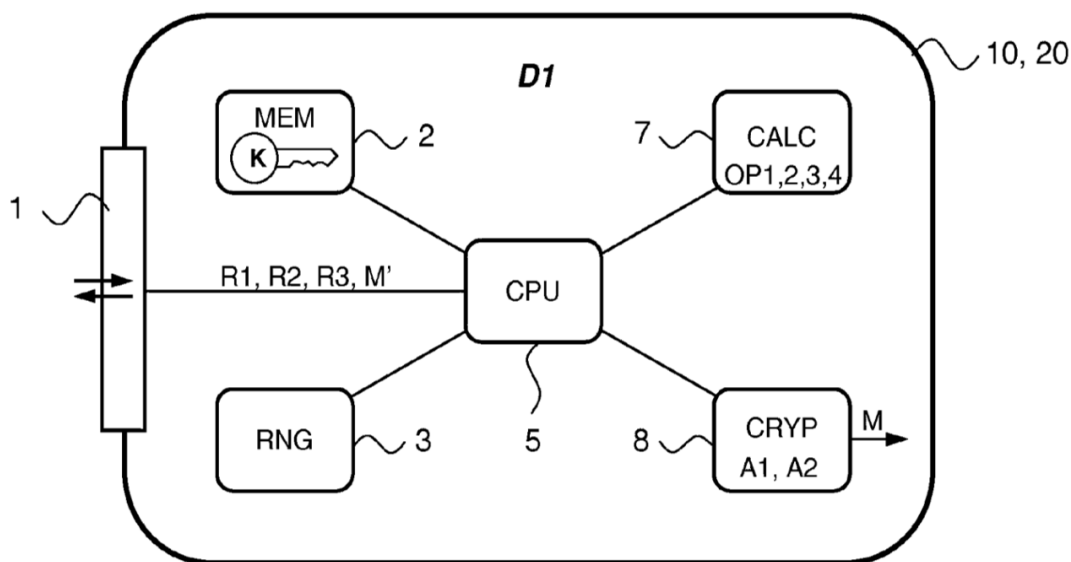 10, 20
D1
MEM
K
2
7
CALC
OP1,2,3,4
1
R1, R2, R3, M'
CPU
RNG
3
5
8
CRYP
A1, A2
M